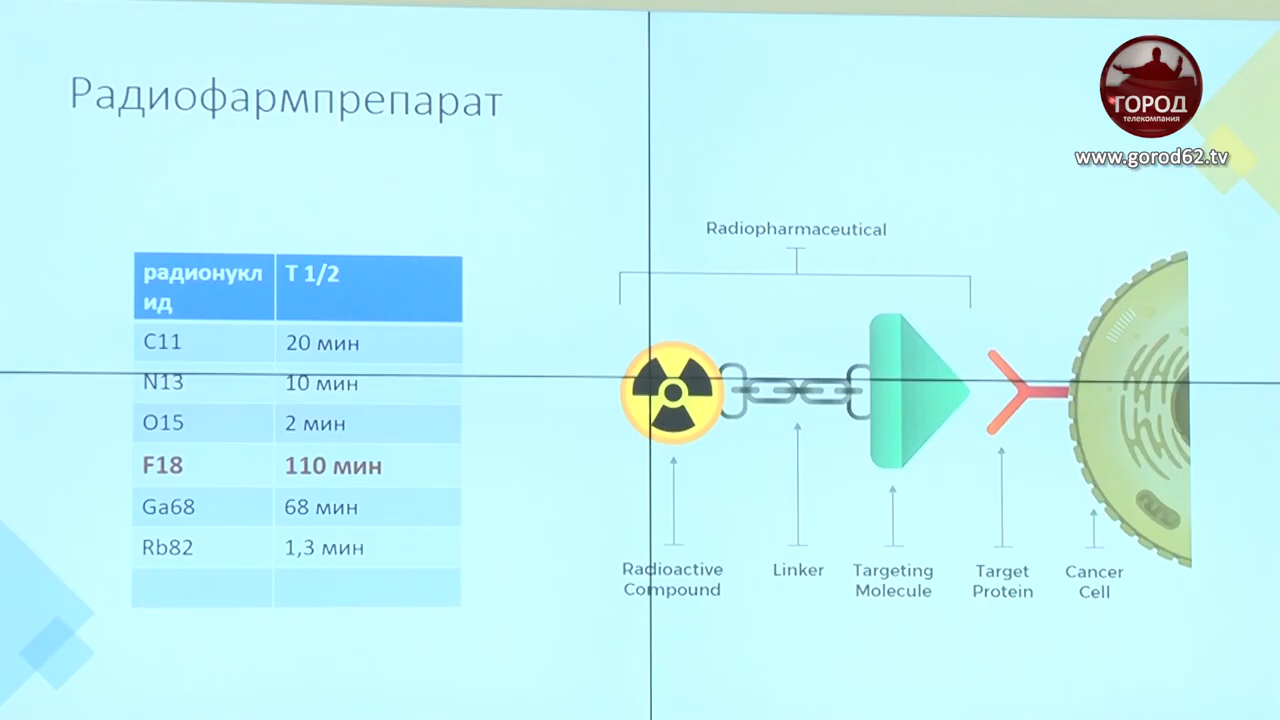 Радиофармпрепарат
ГОРОД
телекомпания
www.gorod62.tv
радионукл
ид
Т 1/2
C11
20 мин
N13
10 мин
O15
2 мин
F18
110 мин
Ga68
68 мин
Rb82
1,3 мин
Radiopharmaceutical
Radioactive
Compound
Linker
Targeting
Molecule
Target
Protein
Cancer
Cell